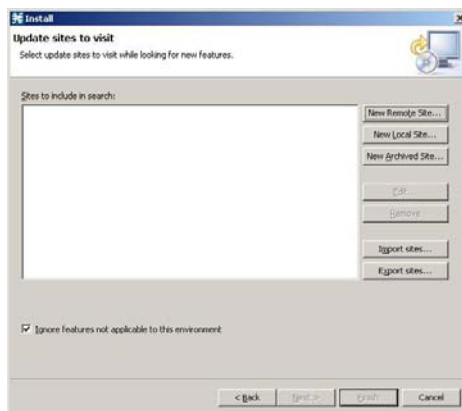 Install
Update sites to visit
Select update sites to visit while looking for new features.
Sites to include in search:
New Remote Site...
New Local Site...
New Archived Site...
Edit...
Remove
Import sites...
Export sites...
Ignore features not applicable to this environment
< Back
Next >
Finish
Cancel